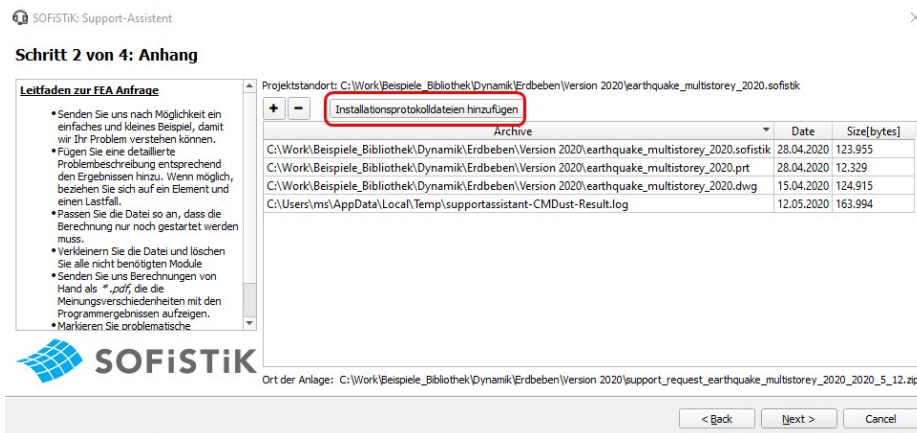 SOFiSTiK: Support-Assistent
Schritt 2 von 4: Anhang
Leitfaden zur FEA Anfrage
• Senden Sie uns nach Möglichkeit ein
einfaches und kleines Beispiel, damit
wir Ihr Problem verstehen können.
• Fügen Sie eine detaillierte
Problembeschreibung entsprechend
den Ergebnissen hinzu. Wenn möglich,
beziehen Sie sich auf ein Element und
einen Lastfall.
• Passen Sie die Datei so an, dass die
Berechnung nur noch gestartet werden
muss.
• Verkleinern Sie die Datei und löschen
Sie alle nicht benötigten Module
• Senden Sie uns Berechnungen von
Hand als *.pdf, die die
Meinungsverschiedenheiten mit den
Programmergebnissen aufzeigen.
• Markieren Sie problematische
SOFiSTiK
Projektstandort: C:\Work\Beispiele_Bibliothek\Dynamik\Erdbeben\Version 2020\earthquake_multistorey_2020.sofistik
+ − Installationsprotokolldateien hinzufügen
Archive Date Size[bytes]
C:\Work\Beispiele_Bibliothek\Dynamik\Erdbeben\Version 2020\earthquake_multistorey_2020.sofistik 28.04.2020 123.955
C:\Work\Beispiele_Bibliothek\Dynamik\Erdbeben\Version 2020\earthquake_multistorey_2020.prt 28.04.2020 12.329
C:\Work\Beispiele_Bibliothek\Dynamik\Erdbeben\Version 2020\earthquake_multistorey_2020.dwg 15.04.2020 124.915
C:\Users\ms\AppData\Local\Temp\supportassistant-CMDust-Result.log 12.05.2020 163.994
Ort der Anlage: C:\Work\Beispiele_Bibliothek\Dynamik\Erdbeben\Version 2020\support_request_earthquake_multistorey_2020_2020_5_12.zip
< Back Next > Cancel